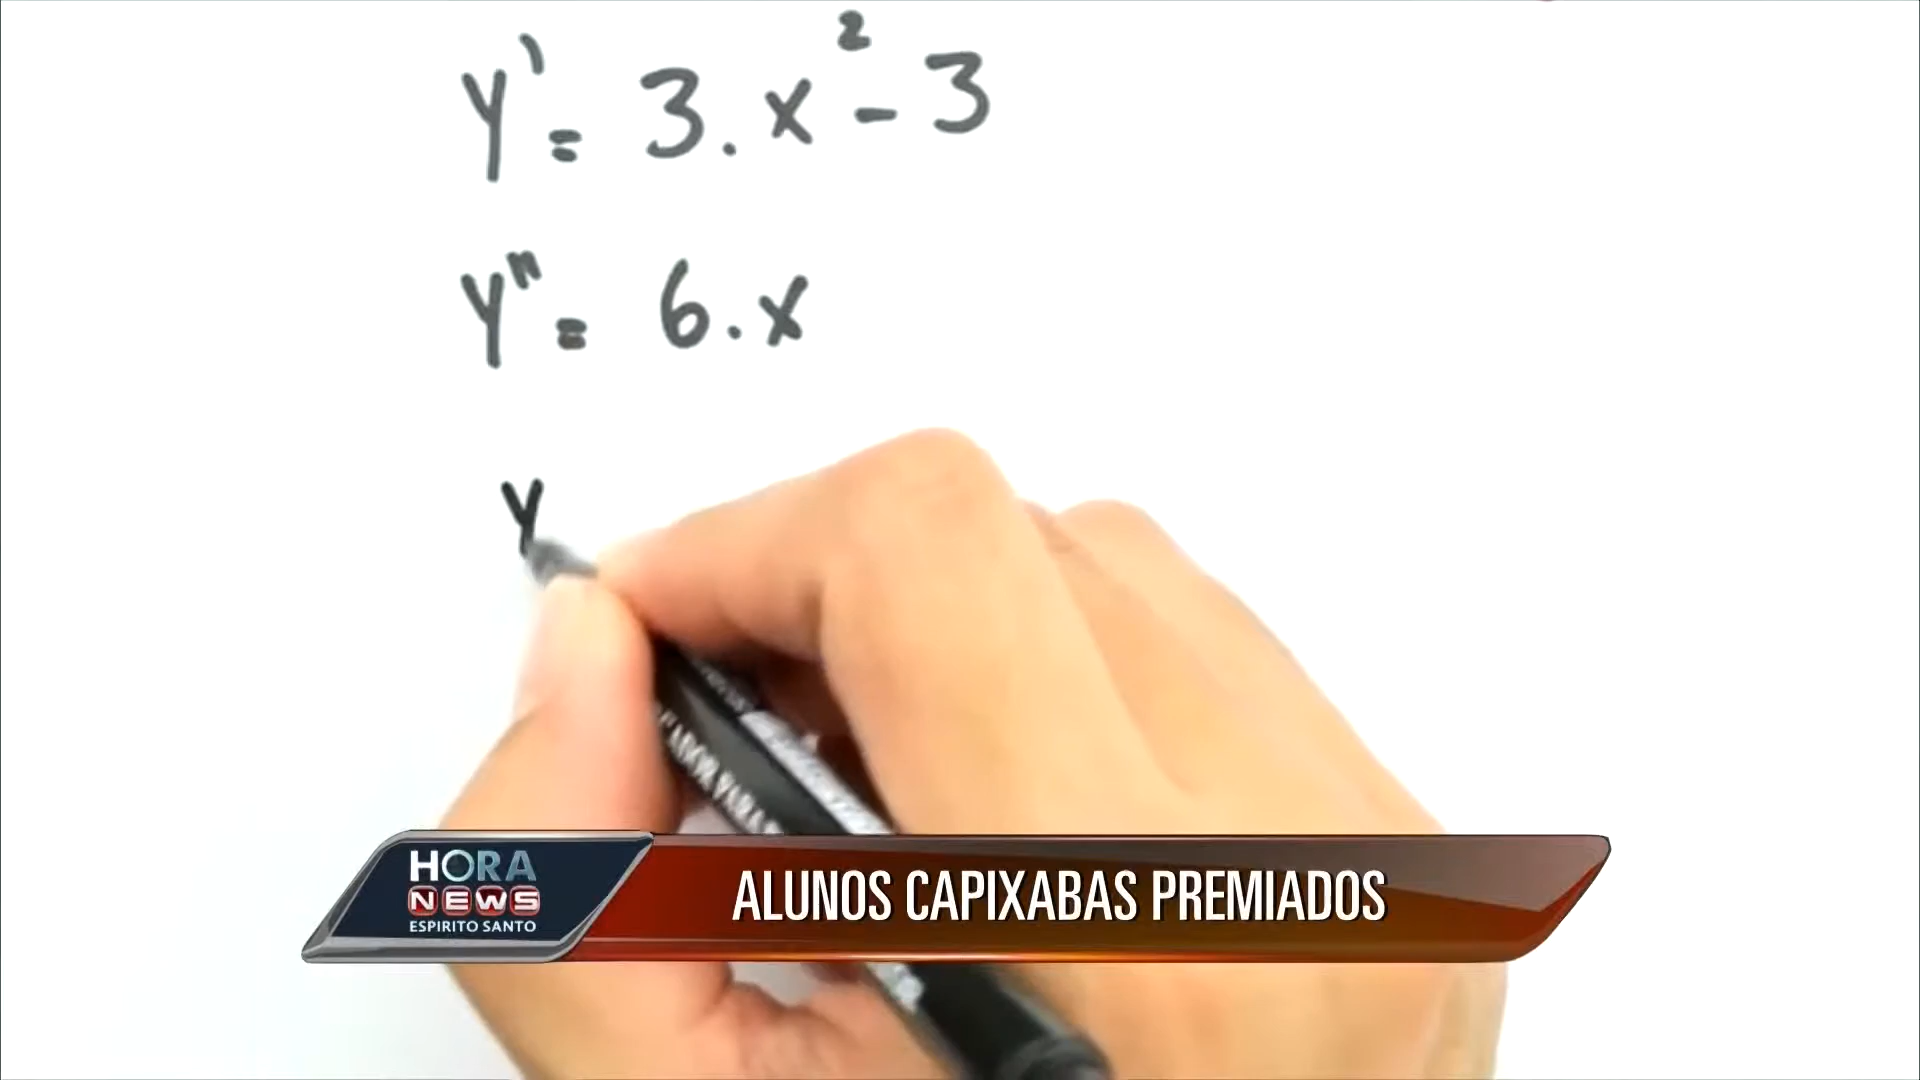 y' = 3.x² - 3
y" = 6.x
y
HORA
NEWS
ESPIRITO SANTO
ALUNOS CAPIXABAS PREMIADOS